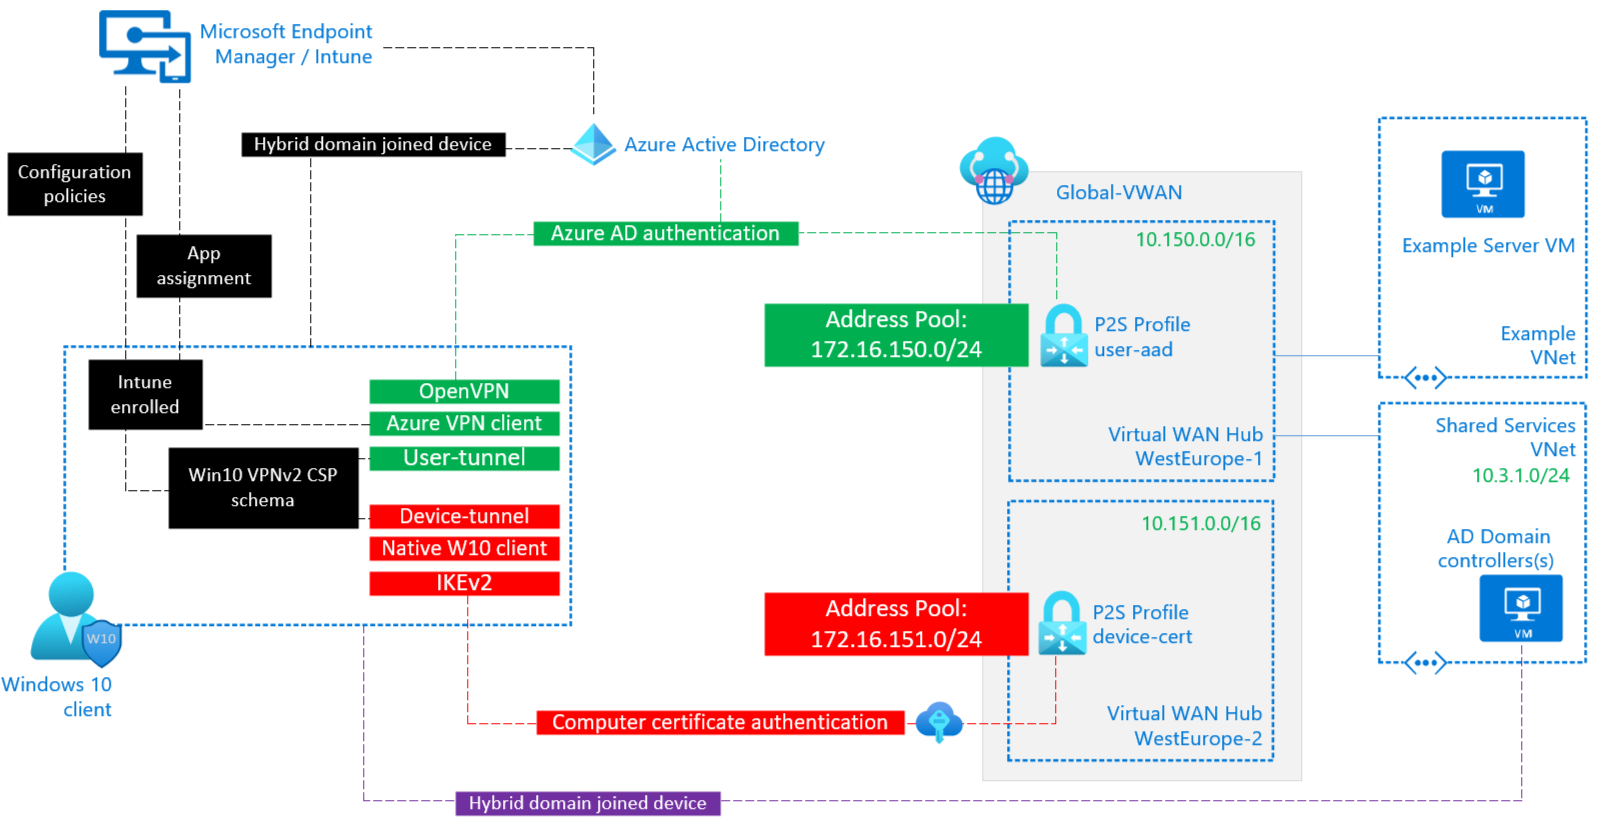 Microsoft Endpoint
Manager / Intune
Hybrid domain joined device
Azure Active Directory
Configuration
policies
App
assignment
Azure AD authentication
Global-VWAN
10.150.0.0/16
Address Pool:
172.16.150.0/24
P2S Profile
user-aad
Virtual WAN Hub
WestEurope-1
VM
Example Server VM
Example
VNet
Intune
enrolled
OpenVPN
Azure VPN client
User-tunnel
Win10 VPNv2 CSP
schema
Device-tunnel
Native W10 client
IKEv2
W10
Windows 10
client
10.151.0.0/16
Address Pool:
172.16.151.0/24
P2S Profile
device-cert
Virtual WAN Hub
WestEurope-2
Shared Services
VNet
10.3.1.0/24
AD Domain
controllers(s)
VM
Computer certificate authentication
Hybrid domain joined device